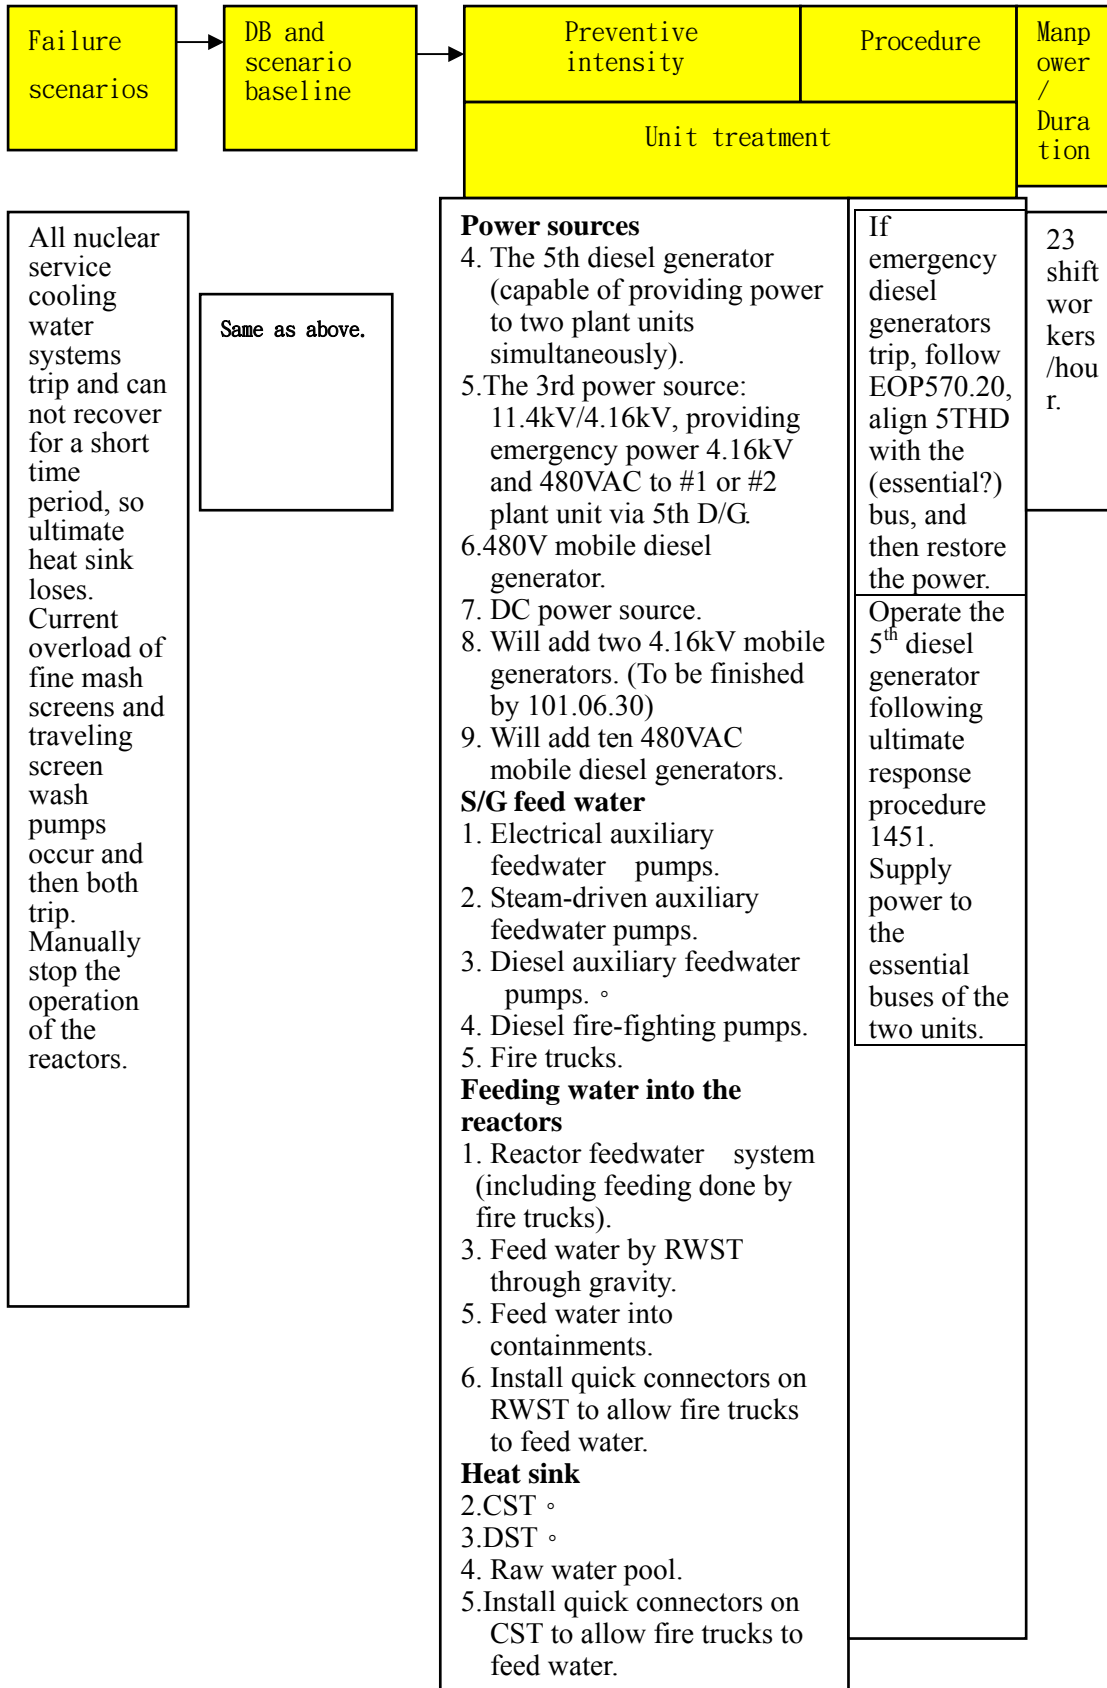 Failure
scenarios
DB and
scenario
baseline
Preventive
intensity
Procedure
Manp
ower
/
Dura
tion
Unit treatment
All nuclear
service
cooling
water
systems
trip and can
not recover
for a short
time
period, so
ultimate
heat sink
loses.
Current
overload of
fine mash
screens and
traveling
screen
wash
pumps
occur and
then both
trip.
Manually
stop the
operation
of the
reactors.
Same as above.
Power sources
4. The 5th diesel generator
(capable of providing power
to two plant units
simultaneously).
5.The 3rd power source:
11.4kV/4.16kV, providing
emergency power 4.16kV
and 480VAC to #1 or #2
plant unit via 5th D/G.
6.480V mobile diesel
generator.
7. DC power source.
8. Will add two 4.16kV mobile
generators. (To be finished
by 101.06.30)
9. Will add ten 480VAC
mobile diesel generators.
S/G feed water
1. Electrical auxiliary
feedwater pumps.
2. Steam-driven auxiliary
feedwater pumps.
3. Diesel auxiliary feedwater
pumps. 。
4. Diesel fire-fighting pumps.
5. Fire trucks.
Feeding water into the
reactors
1. Reactor feedwater system
(including feeding done by
fire trucks).
3. Feed water by RWST
through gravity.
5. Feed water into
containments.
6. Install quick connectors on
RWST to allow fire trucks
to feed water.
Heat sink
2.CST。
3.DST。
4. Raw water pool.
5.Install quick connectors on
CST to allow fire trucks to
feed water.
If
emergency
diesel
generators
trip, follow
EOP570.20,
align 5THD
with the
(essential?)
bus, and
then restore
the power.
Operate the
5th diesel
generator
following
ultimate
response
procedure
1451.
Supply
power to
the
essential
buses of the
two units.
23
shift
wor
kers
/hou
r.